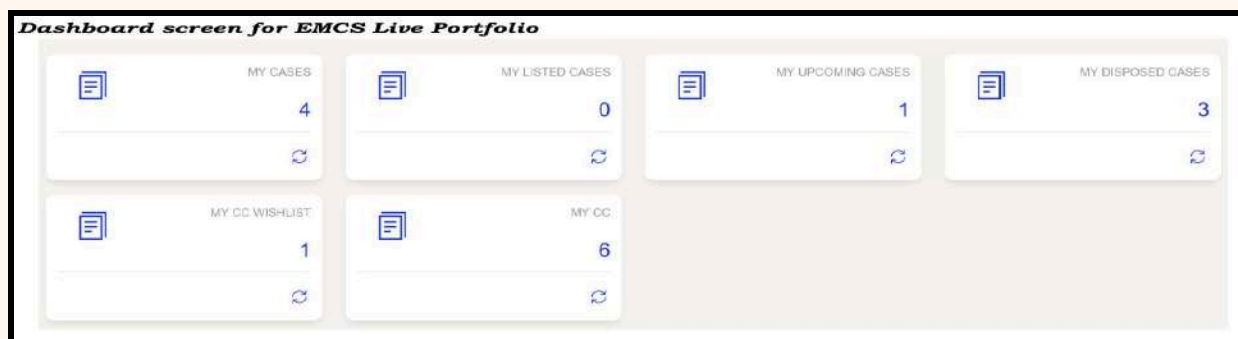 Dashboard screen for EMCS Live Portfolio
MY CASES
4
MY LISTED CASES
0
MY UPCOMING CASES
1
MY DISPOSED CASES
3
MY CC WISHLIST
1
MY CC
6